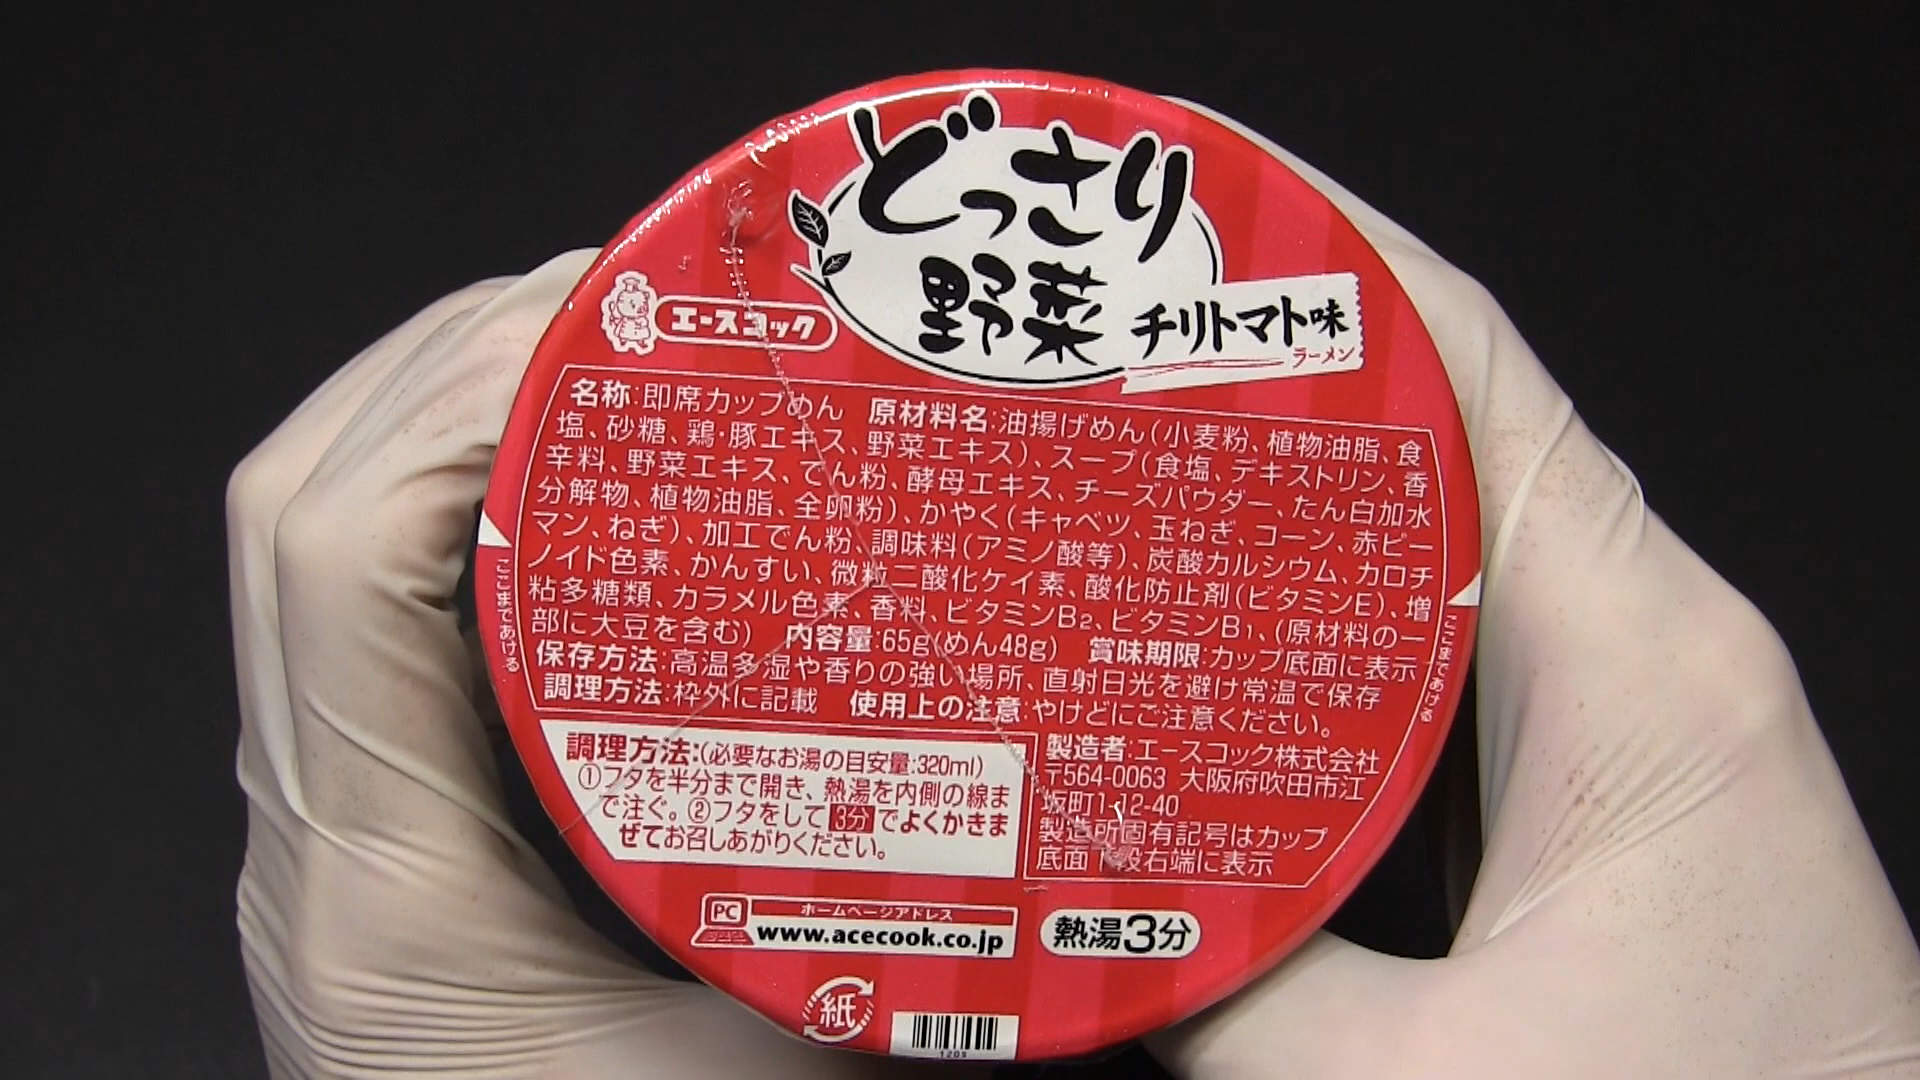 どっさり
野菜
チリトマト味
ラーメン
エースコック
名称:即席カップめん 原材料名:油揚げめん(小麦粉、植物油脂、食
塩、砂糖、鶏・豚エキス、野菜エキス)、スープ(食塩、デキストリン、香
辛料、野菜エキス、でん粉、酵母エキス、チーズパウダー、たん白加水
分解物、植物油脂、全卵粉)、かやく(キャベツ、玉ねぎ、コーン、赤ピー
マン、ねぎ)、加工でん粉、調味料(アミノ酸等)、炭酸カルシウム、カロチ
ノイド色素、かんすい、微粒二酸化ケイ素、酸化防止剤(ビタミンE)、増
粘多糖類、カラメル色素、香料、ビタミンB2、ビタミンB1、(原材料の一
部に大豆を含む) 内容量:65g(めん48g) 賞味期限:カップ底面に表示
保存方法:高温多湿や香りの強い場所、直射日光を避け常温で保存
調理方法:枠外に記載 使用上の注意:やけどにご注意ください。
ここまであける
ここまであける
調理方法:(必要なお湯の目安量:320ml)
①フタを半分まで開き、熱湯を内側の線ま
で注ぐ。②フタをして3分でよくかきま
ぜてお召しあがりください。
製造者:エースコック株式会社
〒564-0063 大阪府吹田市江
坂町1-12-40
製造所固有記号はカップ
底面下段右端に表示
PC ホームページアドレス
www.acecook.co.jp
熱湯3分
紙
1209